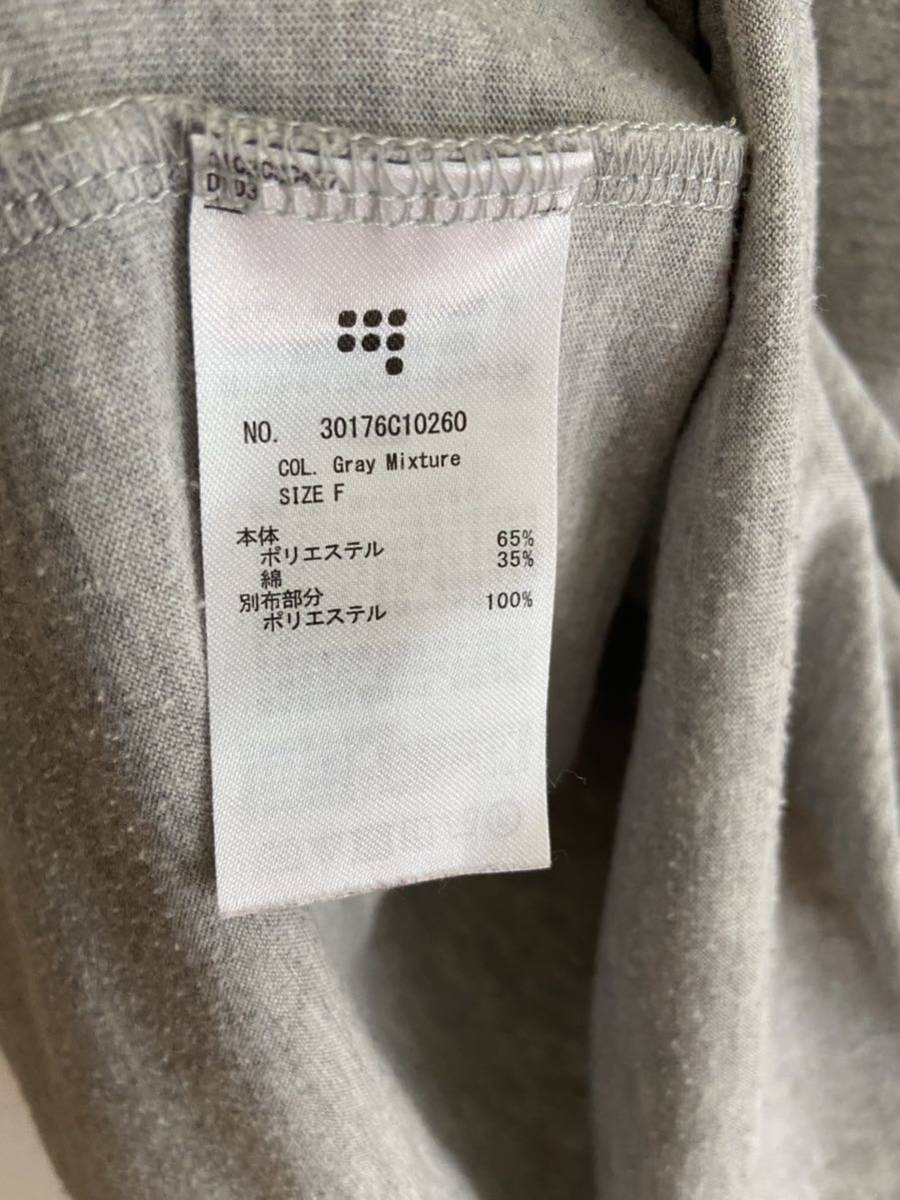 NO. 30176C10260
COL. Gray Mixture
SIZE F
本体
ポリエステル 65%
綿 35%
別布部分
ポリエステル 100%